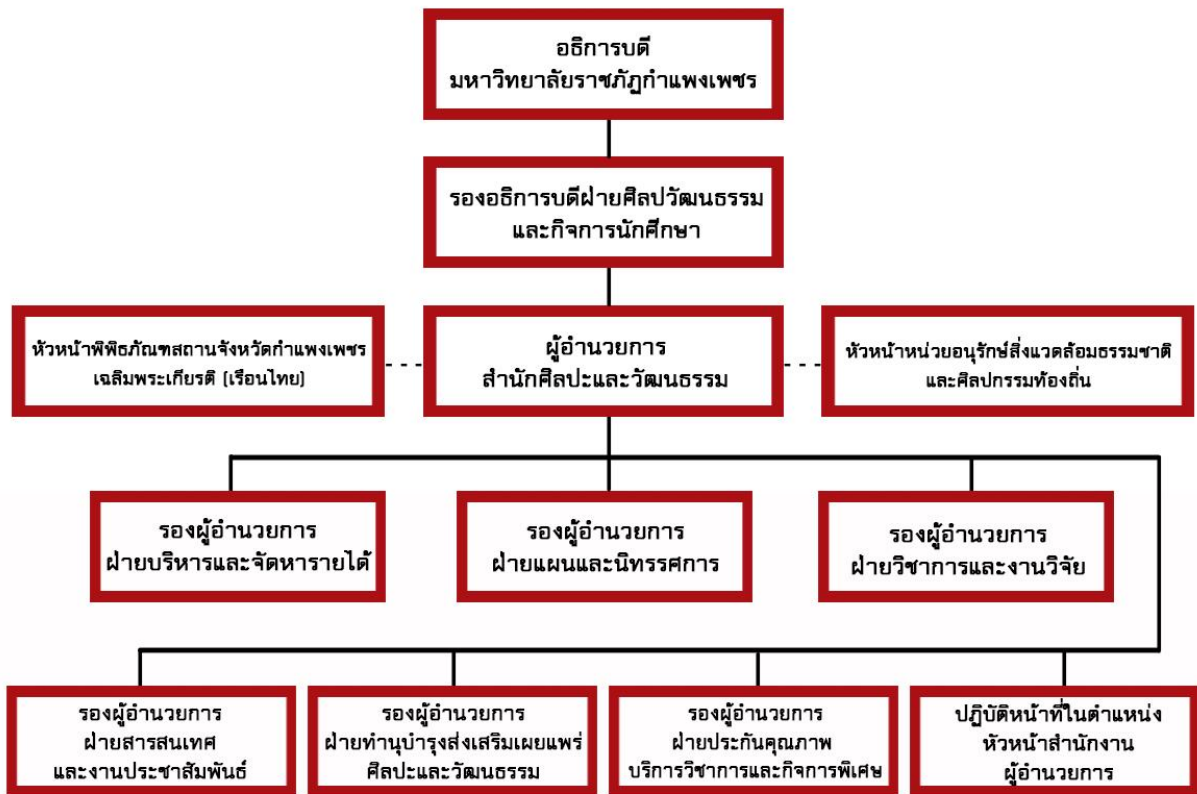 อธิการบดี
มหาวิทยาลัยราชภัฏกำแพงเพชร
รองอธิการบดีฝ่ายศิลปวัฒนธรรม
และกิจการนักศึกษา
หัวหน้าพิพิธภัณฑสถานจังหวัดกำแพงเพชร
เฉลิมพระเกียรติ (เรือนไทย)
ผู้อำนวยการ
สำนักศิลปะและวัฒนธรรม
หัวหน้าหน่วยอนุรักษ์สิ่งแวดล้อมธรรมชาติ
และศิลปกรรมท้องถิ่น
รองผู้อำนวยการ
ฝ่ายบริหารและจัดหารายได้
รองผู้อำนวยการ
ฝ่ายแผนและนิทรรศการ
รองผู้อำนวยการ
ฝ่ายวิชาการและงานวิจัย
รองผู้อำนวยการ
ฝ่ายสารสนเทศ
และงานประชาสัมพันธ์
รองผู้อำนวยการ
ฝ่ายทำนุบำรุงส่งเสริมเผยแพร่
ศิลปะและวัฒนธรรม
รองผู้อำนวยการ
ฝ่ายประกันคุณภาพ
บริการวิชาการและกิจการพิเศษ
ปฏิบัติหน้าที่ในตำแหน่ง
หัวหน้าสำนักงาน
ผู้อำนวยการ